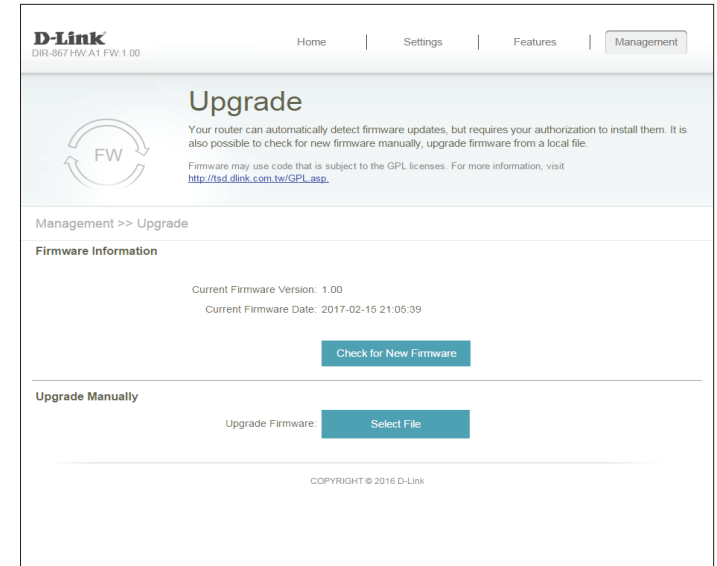 D-Link
DIR-867 HW:A1 FW:1.00
Home | Settings | Features | Management
Upgrade
Your router can automatically detect firmware updates, but requires your authorization to install them. It is
also possible to check for new firmware manually, upgrade firmware from a local file.
FW
Firmware may use code that is subject to the GPL licenses. For more information, visit
http://tsd.dlink.com.tw/GPL.asp.
Management >> Upgrade
Firmware Information
Current Firmware Version: 1.00
Current Firmware Date: 2017-02-15 21:05:39
Check for New Firmware
Upgrade Manually
Upgrade Firmware: Select File
COPYRIGHT © 2016 D-Link